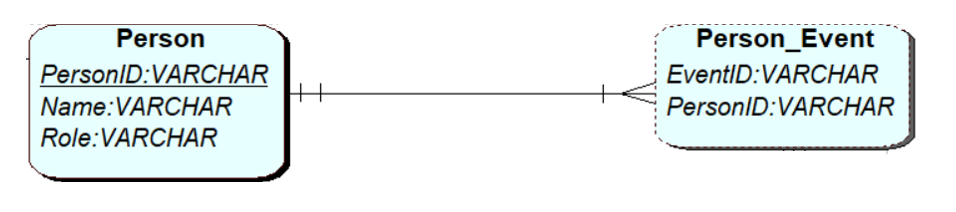 Person
PersonID:VARCHAR
Name:VARCHAR
Role:VARCHAR
Person_Event
EventID:VARCHAR
PersonID:VARCHAR